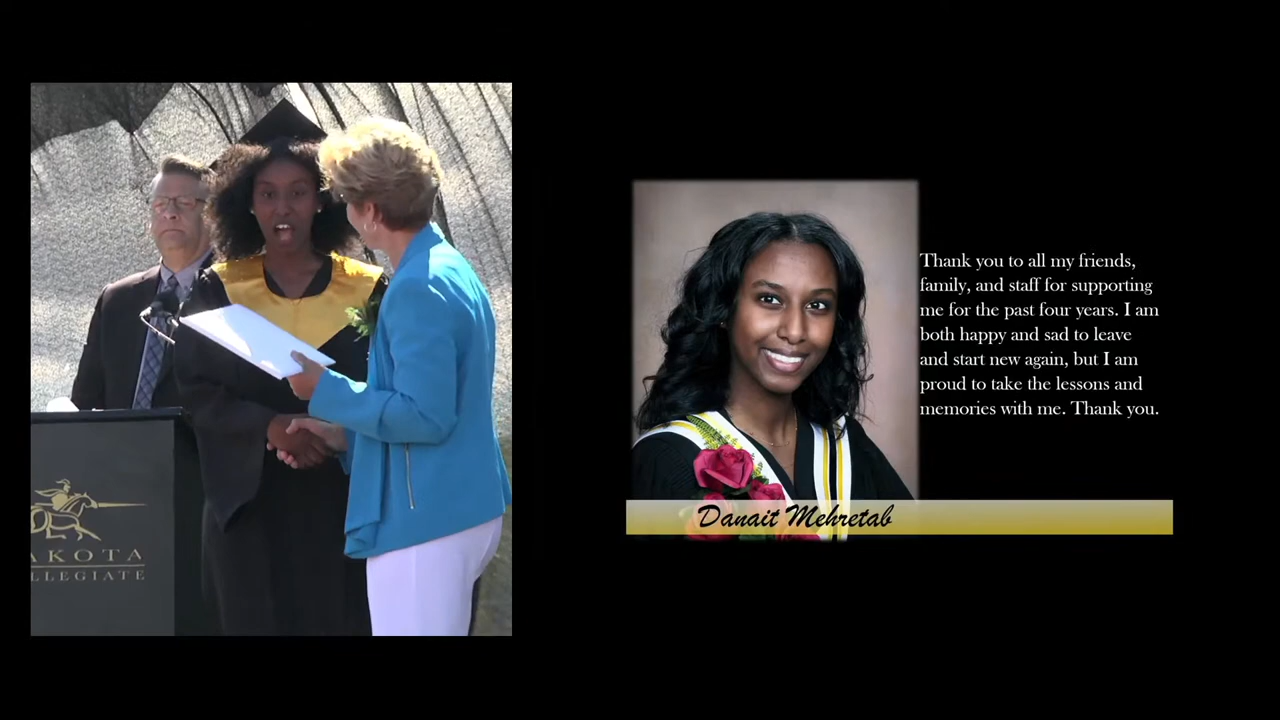 AKOTA
LLEGIATE
Thank you to all my friends,
family, and staff for supporting
me for the past four years. I am
both happy and sad to leave
and start new again, but I am
proud to take the lessons and
memories with me. Thank you.
Danait Mehretab